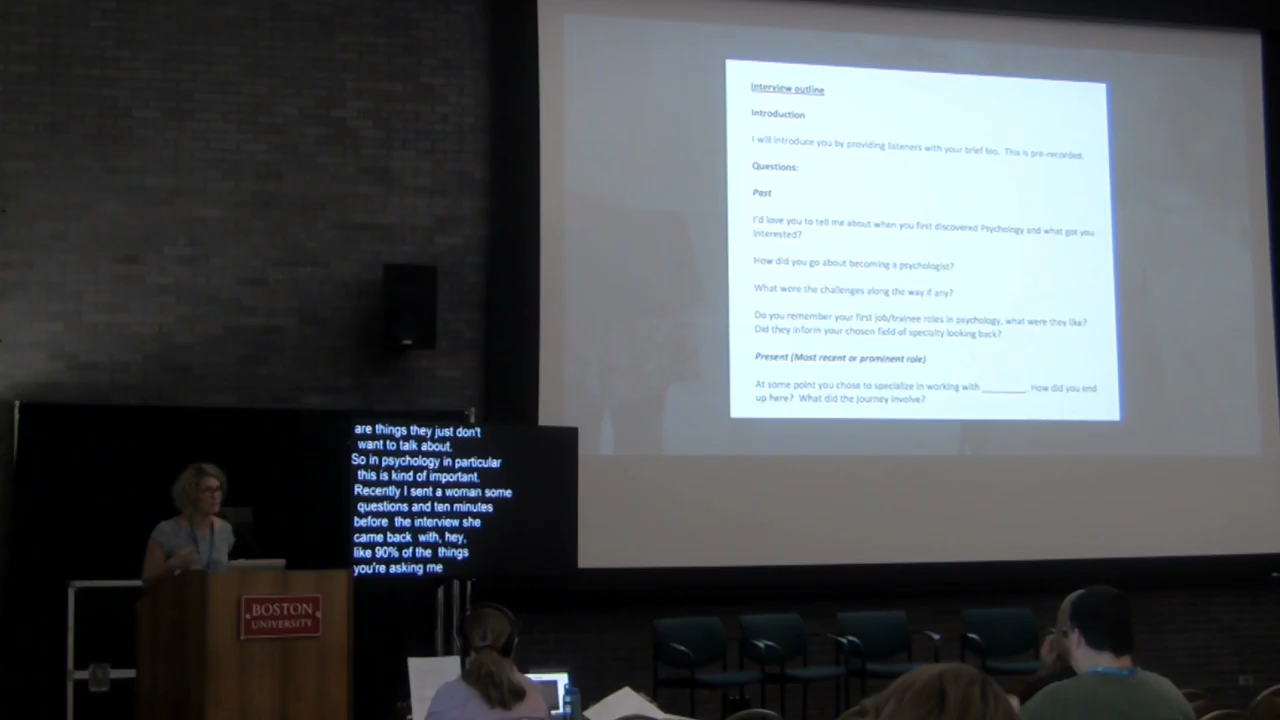 Interview outline
Introduction
I will introduce you by providing listeners with your brief bio. This is pre-recorded.
Questions:
Past
I'd love you to tell me about when you first discovered Psychology and what got you
interested?
How did you go about becoming a psychologist?
What were the challenges along the way if any?
Do you remember your first job/trainee roles in psychology, what were they like?
Did they inform your chosen field of specialty looking back?
Present (Most recent or prominent role)
At some point you chose to specialize in working with ________. How did you end
up here? What did the journey involve?
are things they just don't
want to talk about.
So in psychology in particular
this is kind of important.
Recently I sent a woman some
questions and ten minutes
before the interview she
came back with, hey,
like 90% of the things
you're asking me
BOSTON
UNIVERSITY